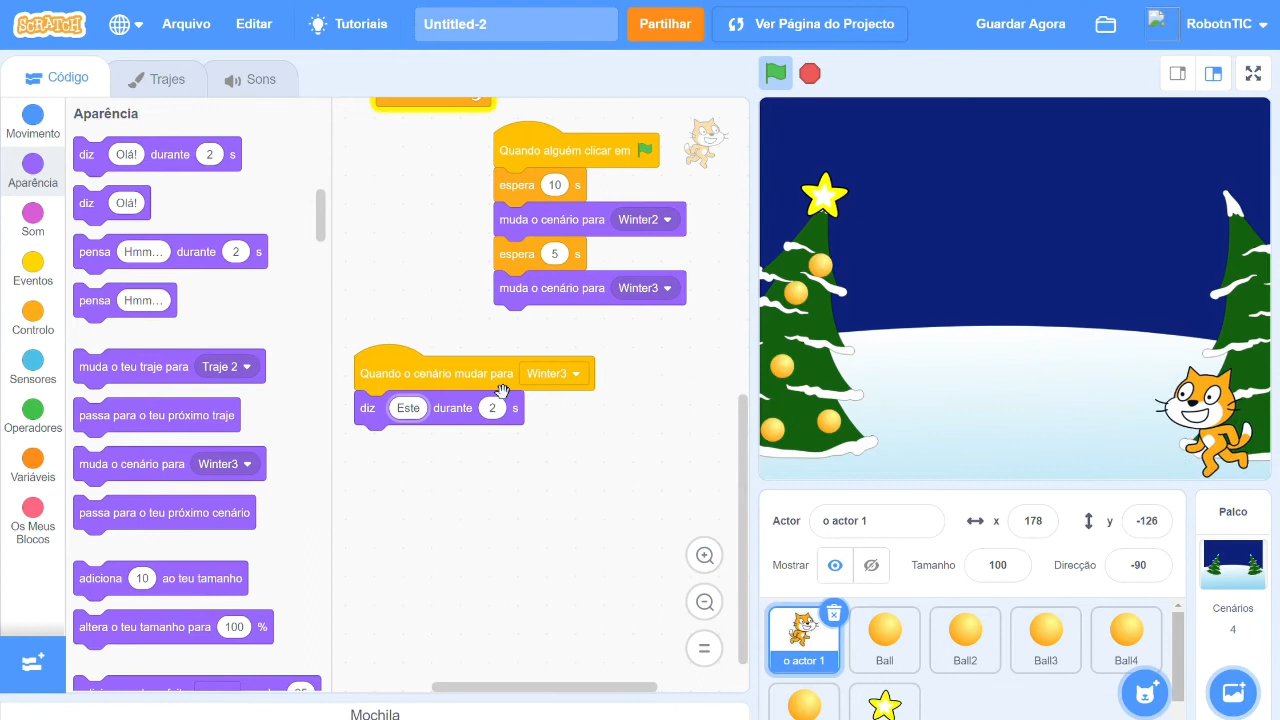 SCRATCH
Arquivo
Editar
Tutoriais
Untitled-2
Partilhar
Ver Página do Projecto
Guardar Agora
RobotnTIC
Código
Trajes
Sons
Movimento
Aparência
Som
Eventos
Controlo
Sensores
Operadores
Variáveis
Os Meus
Blocos
Aparência
diz Olá! durante 2 s
diz Olá!
pensa Hmm... durante 2 s
pensa Hmm...
muda o teu traje para Traje 2
passa para o teu próximo traje
muda o cenário para Winter3
passa para o teu próximo cenário
adiciona 10 ao teu tamanho
altera o teu tamanho para 100 %
Quando alguém clicar em
espera 10 s
muda o cenário para Winter2
espera 5 s
muda o cenário para Winter3
Quando o cenário mudar para Winter3
diz Este durante 2 s
Mochila
Actor o actor 1 x 178 y -126
Mostrar Tamanho 100 Direcção -90
o actor 1
Ball
Ball2
Ball3
Ball4
Palco
Cenários
4